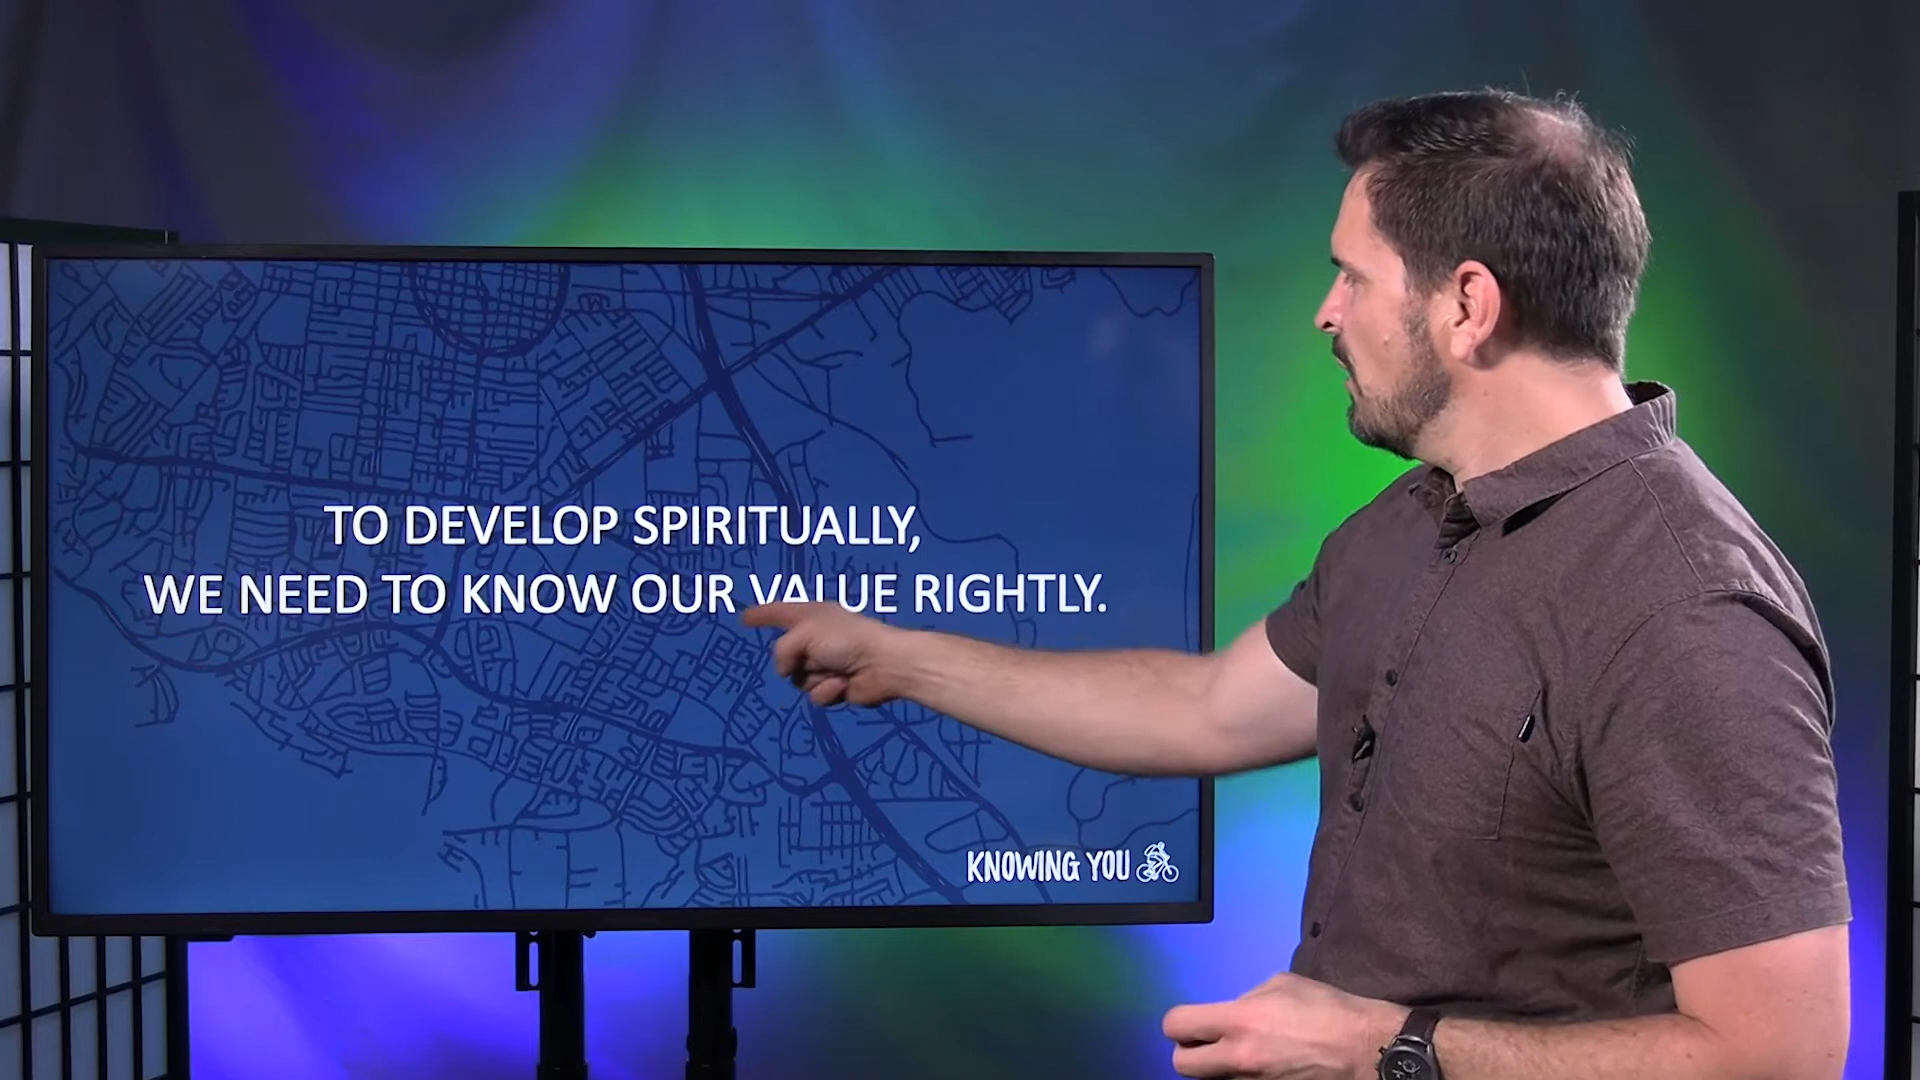 TO DEVELOP SPIRITUALLY,
WE NEED TO KNOW OUR VALUE RIGHTLY.
KNOWING YOU